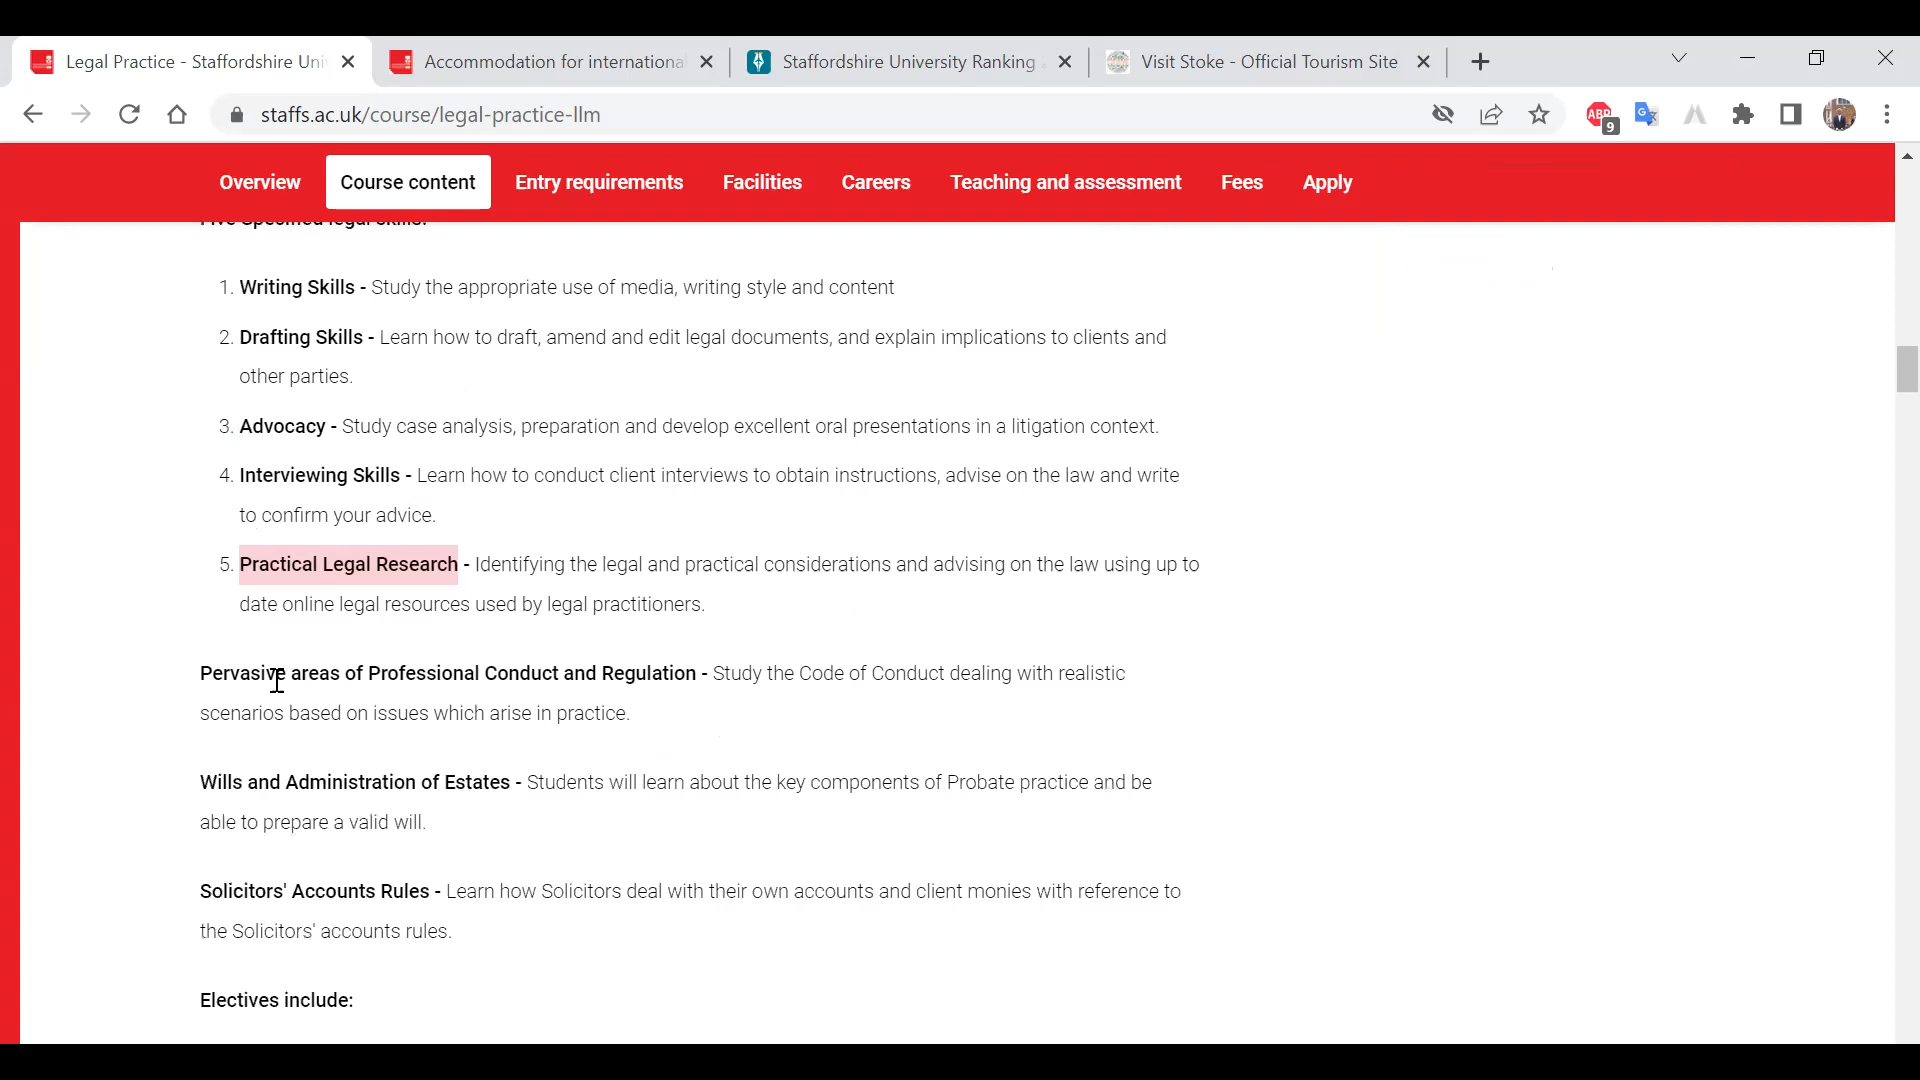 Legal Practice - Staffordshire Uni
Accommodation for internationa
Staffordshire University Ranking
Visit Stoke - Official Tourism Site
staffs.ac.uk/course/legal-practice-llm
ABP
9
Overview
Course content
Entry requirements
Facilities
Careers
Teaching and assessment
Fees
Apply
Five Specified legal skills:
1. Writing Skills - Study the appropriate use of media, writing style and content
2. Drafting Skills - Learn how to draft, amend and edit legal documents, and explain implications to clients and
other parties.
3. Advocacy - Study case analysis, preparation and develop excellent oral presentations in a litigation context.
4. Interviewing Skills - Learn how to conduct client interviews to obtain instructions, advise on the law and write
to confirm your advice.
5. Practical Legal Research - Identifying the legal and practical considerations and advising on the law using up to
date online legal resources used by legal practitioners.
Pervasive areas of Professional Conduct and Regulation - Study the Code of Conduct dealing with realistic
scenarios based on issues which arise in practice.
Wills and Administration of Estates - Students will learn about the key components of Probate practice and be
able to prepare a valid will.
Solicitors' Accounts Rules - Learn how Solicitors deal with their own accounts and client monies with reference to
the Solicitors' accounts rules.
Electives include: